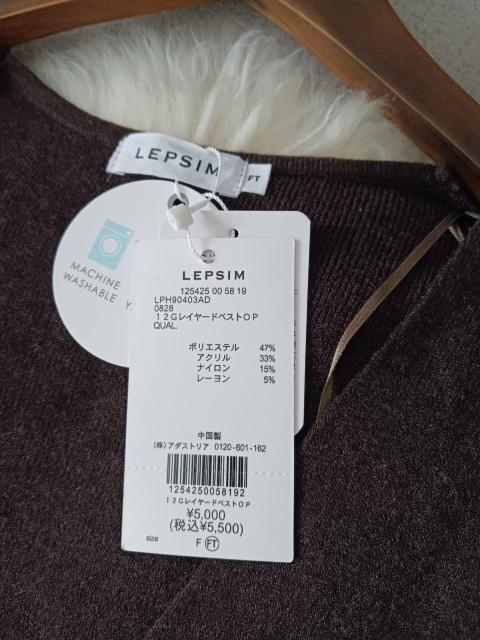 LEPSIM
FT
MACHINE
WASHABLE
LEPSIM
125425 00 58 19
LPH90403AD
0828
12GレイヤードベストOP
QUAL.
ポリエステル 47%
アクリル 33%
ナイロン 15%
レーヨン 5%
中国製
(株)アダストリア 0120-601-162
1254250058192
12GレイヤードベストOP
¥5,000
(税込¥5,500)
size F FT